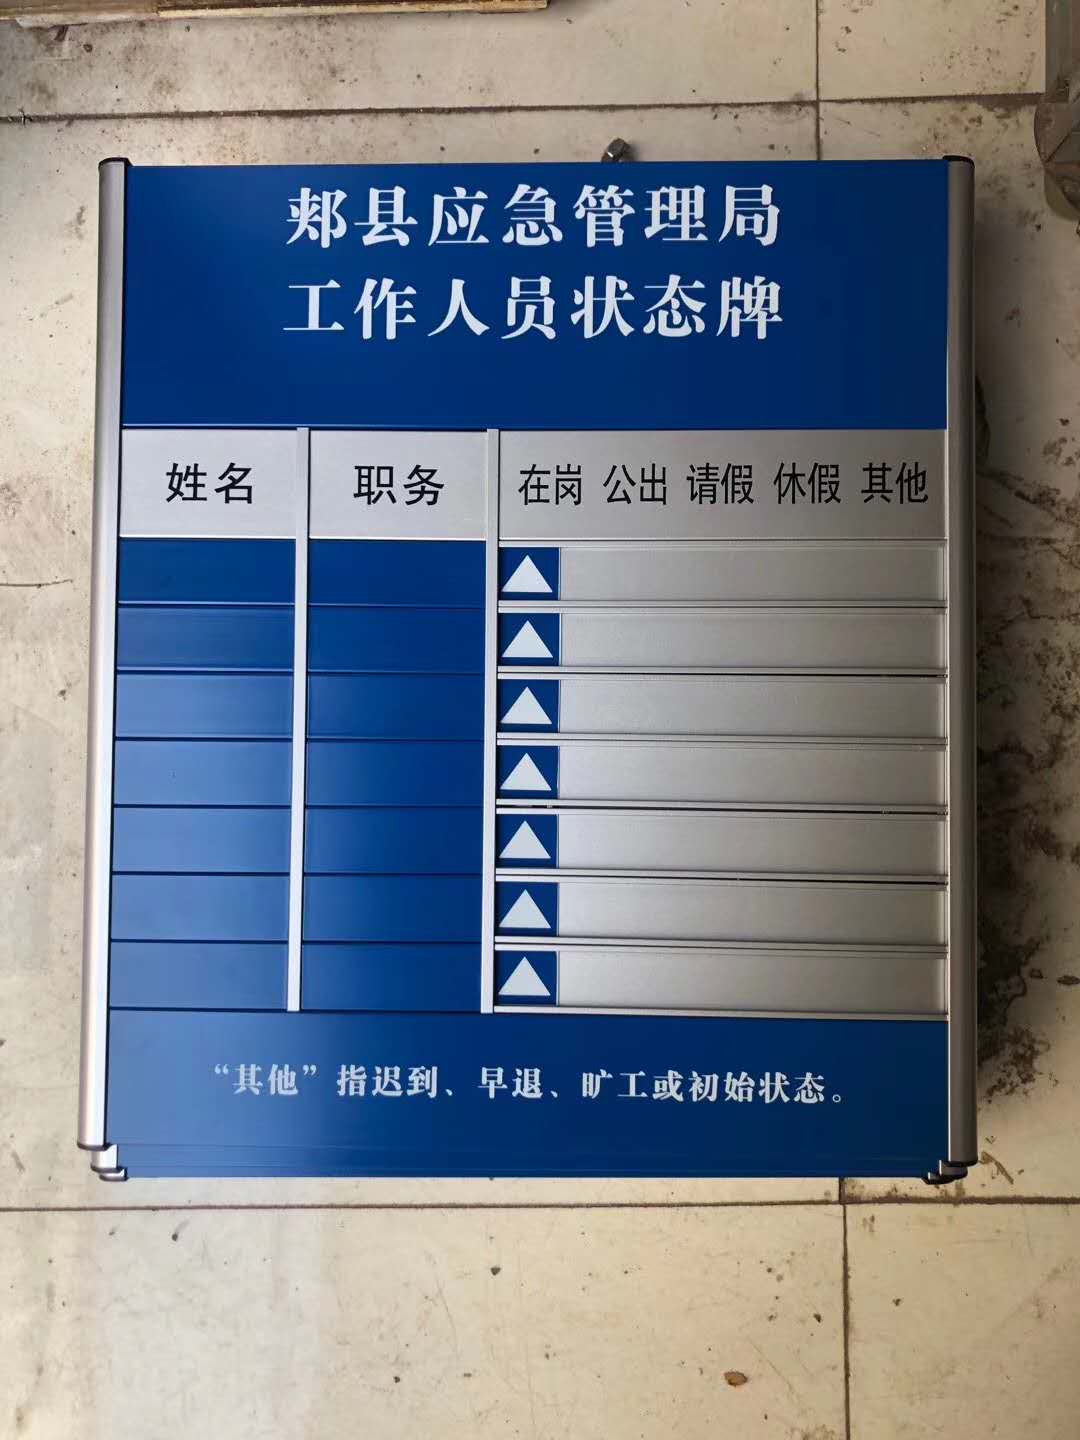 郏县应急管理局
工作人员状态牌
姓名 职务 在岗 公出 请假 休假 其他
“其他”指迟到、早退、旷工或初始状态。